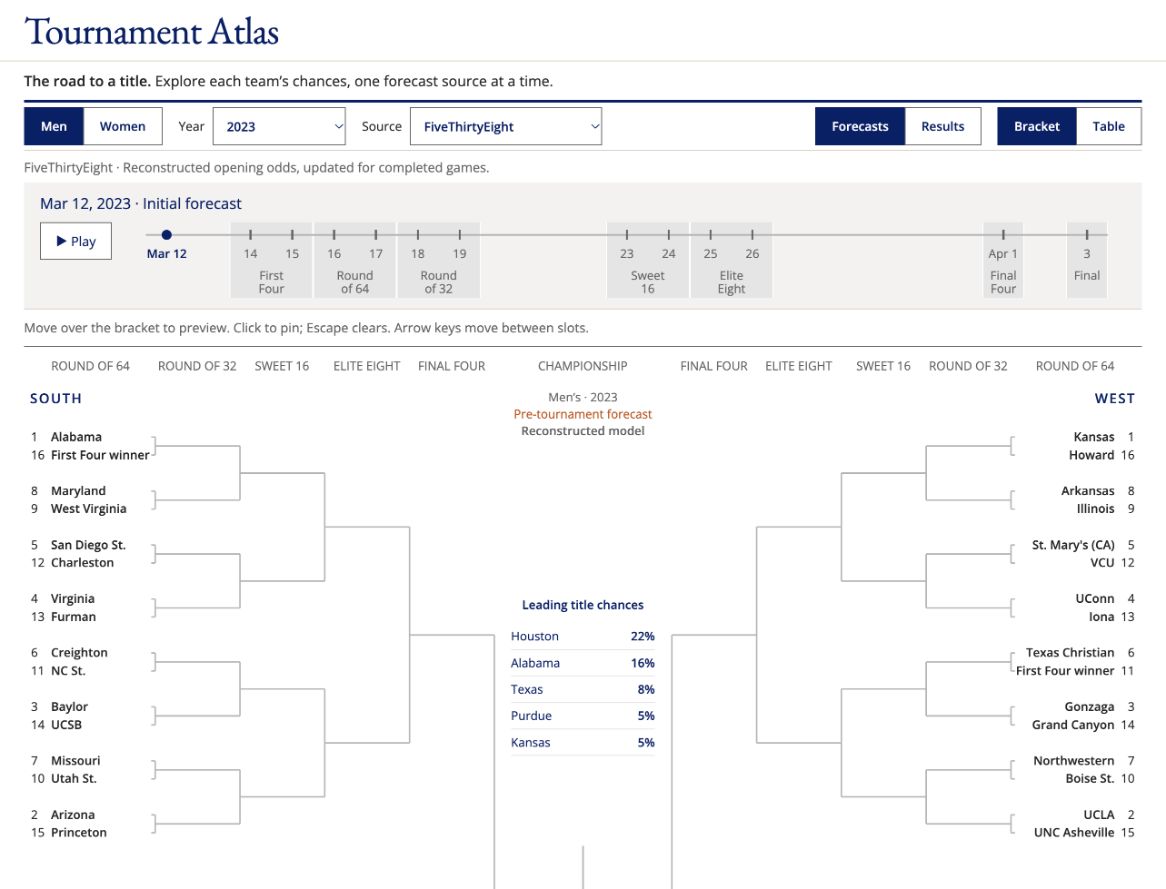 Tournament Atlas
The road to a title. Explore each team's chances, one forecast source at a time.
Men Women Year 2023 Source FiveThirtyEight Forecasts Results Bracket Table
FiveThirtyEight · Reconstructed opening odds, updated for completed games.
Mar 12, 2023 · Initial forecast
Play
Mar 12 14 15 16 17 18 19 23 24 25 26 Apr 1 3
First Four Round of 64 Round of 32 Sweet 16 Elite Eight Final Four Final
Move over the bracket to preview. Click to pin; Escape clears. Arrow keys move between slots.
ROUND OF 64 ROUND OF 32 SWEET 16 ELITE EIGHT FINAL FOUR CHAMPIONSHIP FINAL FOUR ELITE EIGHT SWEET 16 ROUND OF 32 ROUND OF 64
SOUTH
1 Alabama
16 First Four winner
8 Maryland
9 West Virginia
5 San Diego St.
12 Charleston
4 Virginia
13 Furman
6 Creighton
11 NC St.
3 Baylor
14 UCSB
7 Missouri
10 Utah St.
2 Arizona
15 Princeton
Men's · 2023
Pre-tournament forecast
Reconstructed model
Leading title chances
Houston 22%
Alabama 16%
Texas 8%
Purdue 5%
Kansas 5%
WEST
Kansas 1
Howard 16
Arkansas 8
Illinois 9
St. Mary's (CA) 5
VCU 12
UConn 4
Iona 13
Texas Christian 6
First Four winner 11
Gonzaga 3
Grand Canyon 14
Northwestern 7
Boise St. 10
UCLA 2
UNC Asheville 15